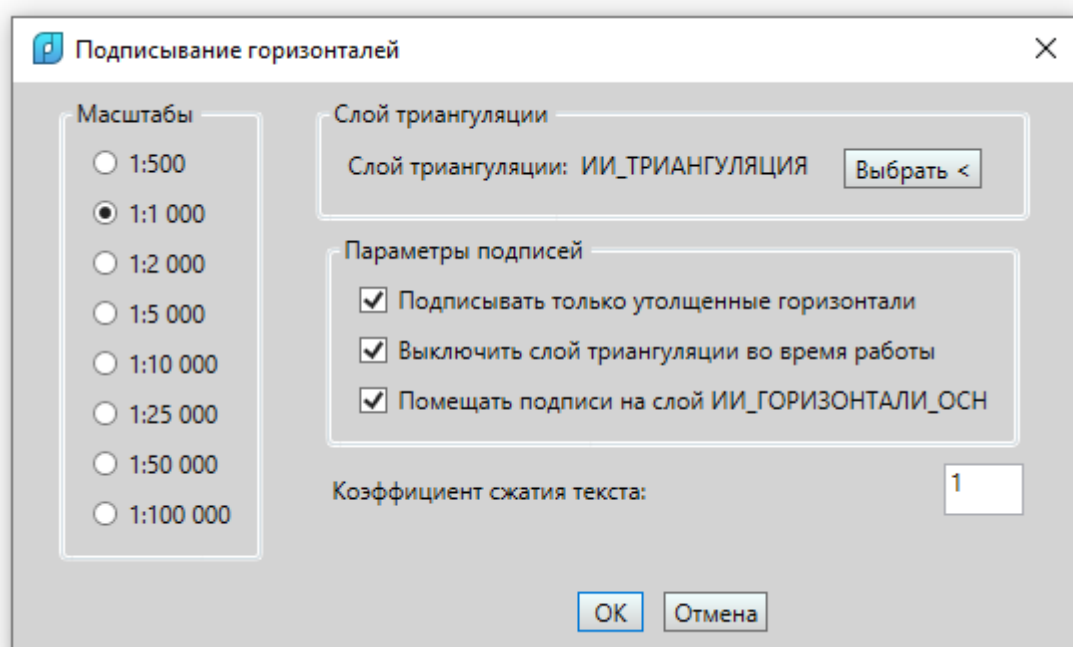 Подписывание горизонталей
Масштабы
1:500
1:1 000
1:2 000
1:5 000
1:10 000
1:25 000
1:50 000
1:100 000
Слой триангуляции
Слой триангуляции: ИИ_ТРИАНГУЛЯЦИЯ
Выбрать <
Параметры подписей
Подписывать только утолщенные горизонтали
Выключить слой триангуляции во время работы
Помещать подписи на слой ИИ_ГОРИЗОНТАЛИ_ОСН
Коэффициент сжатия текста: 1
OK Отмена